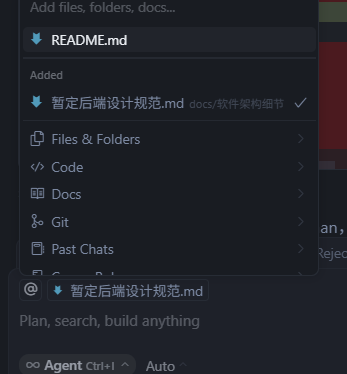 Add files, folders, docs...
README.md
Added
暂定后端设计规范.md docs/软件架构细节
Files & Folders
Code
Docs
Git
an，
Past Chats
Rejec
@ 暂定后端设计规范.md
Plan, search, build anything
∞ Agent Ctrl+I ^ Auto ^